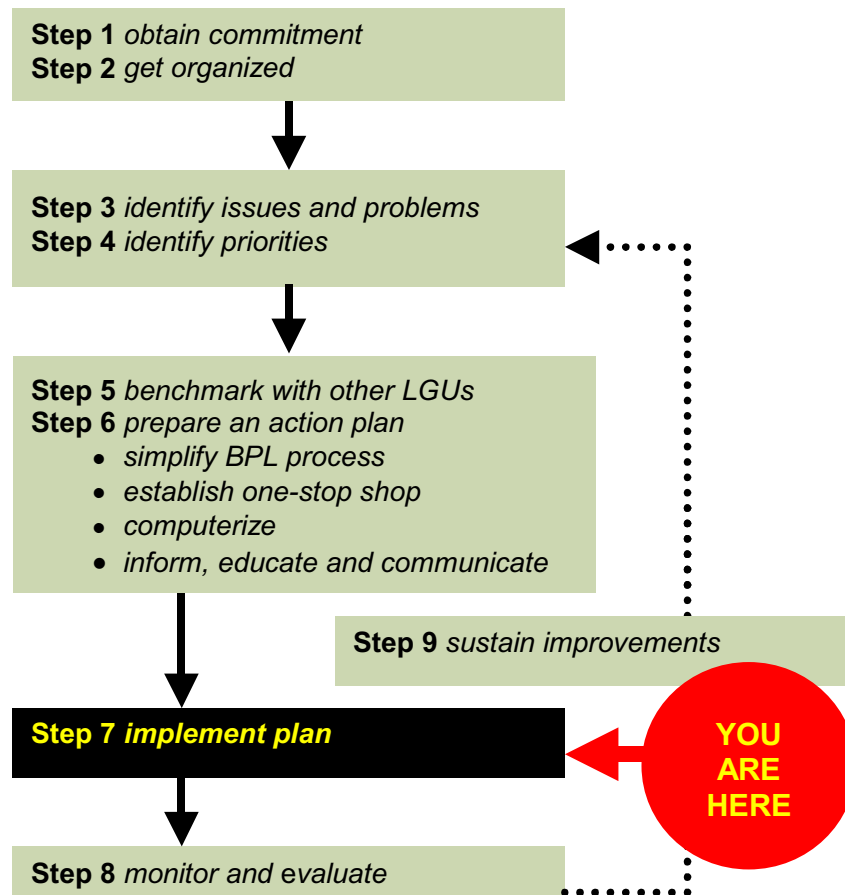 Step 1 obtain commitment
Step 2 get organized
Step 3 identify issues and problems
Step 4 identify priorities
Step 5 benchmark with other LGUs
Step 6 prepare an action plan
• simplify BPL process
• establish one-stop shop
• computerize
• inform, educate and communicate
Step 9 sustain improvements
Step 7 implement plan
YOU
ARE
HERE
Step 8 monitor and evaluate